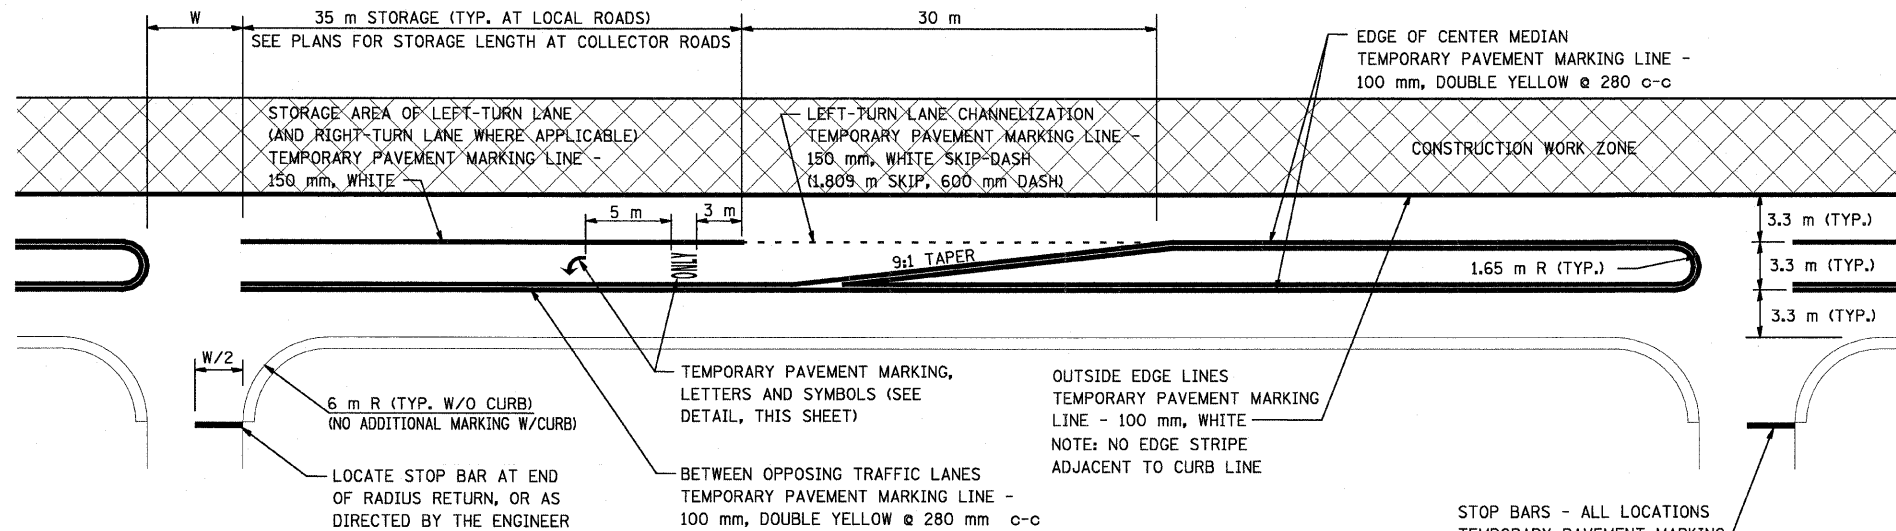 W
35 m STORAGE (TYP. AT LOCAL ROADS)
SEE PLANS FOR STORAGE LENGTH AT COLLECTOR ROADS
30 m
EDGE OF CENTER MEDIAN
TEMPORARY PAVEMENT MARKING LINE -
100 mm, DOUBLE YELLOW @ 280 c-c
STORAGE AREA OF LEFT-TURN LANE
(AND RIGHT-TURN LANE WHERE APPLICABLE)
TEMPORARY PAVEMENT MARKING LINE -
150 mm, WHITE
LEFT-TURN LANE CHANNELIZATION
TEMPORARY PAVEMENT MARKING LINE -
150 mm, WHITE SKIP-DASH
(1.809 m SKIP, 600 mm DASH)
CONSTRUCTION WORK ZONE
5 m
3 m
ONLY
9:1 TAPER
1.65 m R (TYP.)
3.3 m (TYP.)
3.3 m (TYP.)
3.3 m (TYP.)
W/2
6 m R (TYP. W/O CURB)
(NO ADDITIONAL MARKING W/CURB)
TEMPORARY PAVEMENT MARKING,
LETTERS AND SYMBOLS (SEE
DETAIL, THIS SHEET)
OUTSIDE EDGE LINES
TEMPORARY PAVEMENT MARKING
LINE - 100 mm, WHITE
NOTE: NO EDGE STRIPE
ADJACENT TO CURB LINE
LOCATE STOP BAR AT END
OF RADIUS RETURN, OR AS
DIRECTED BY THE ENGINEER
BETWEEN OPPOSING TRAFFIC LANES
TEMPORARY PAVEMENT MARKING LINE -
100 mm, DOUBLE YELLOW @ 280 mm c-c
STOP BARS - ALL LOCATIONS
TEMPORARY PAVEMENT MARKING